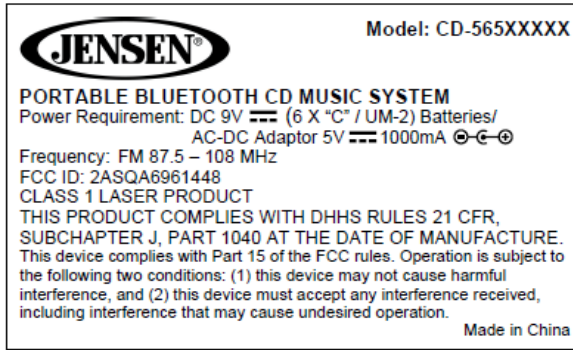 JENSEN®
Model: CD-565XXXXX
PORTABLE BLUETOOTH CD MUSIC SYSTEM
Power Requirement: DC 9V ⎓ (6 X “C” / UM-2) Batteries/
AC-DC Adaptor 5V ⎓ 1000mA
Frequency: FM 87.5 – 108 MHz
FCC ID: 2ASQA6961448
CLASS 1 LASER PRODUCT
THIS PRODUCT COMPLIES WITH DHHS RULES 21 CFR,
SUBCHAPTER J, PART 1040 AT THE DATE OF MANUFACTURE.
This device complies with Part 15 of the FCC rules. Operation is subject to
the following two conditions: (1) this device may not cause harmful
interference, and (2) this device must accept any interference received,
including interference that may cause undesired operation.
Made in China